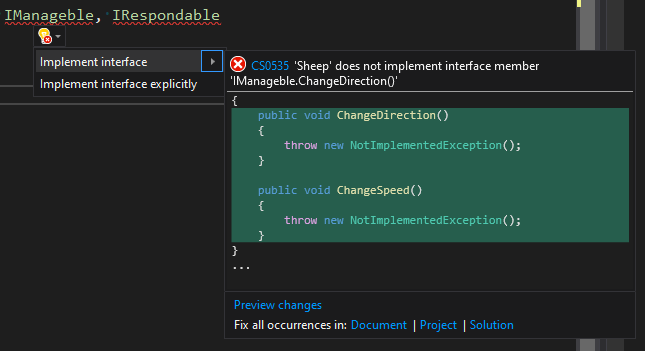 IManageble, IRespondable
Implement interface
Implement interface explicitly
CS0535 'Sheep' does not implement interface member
'IManageble.ChangeDirection()'
{
public void ChangeDirection()
{
throw new NotImplementedException();
}
public void ChangeSpeed()
{
throw new NotImplementedException();
}
}
...
Preview changes
Fix all occurrences in: Document | Project | Solution